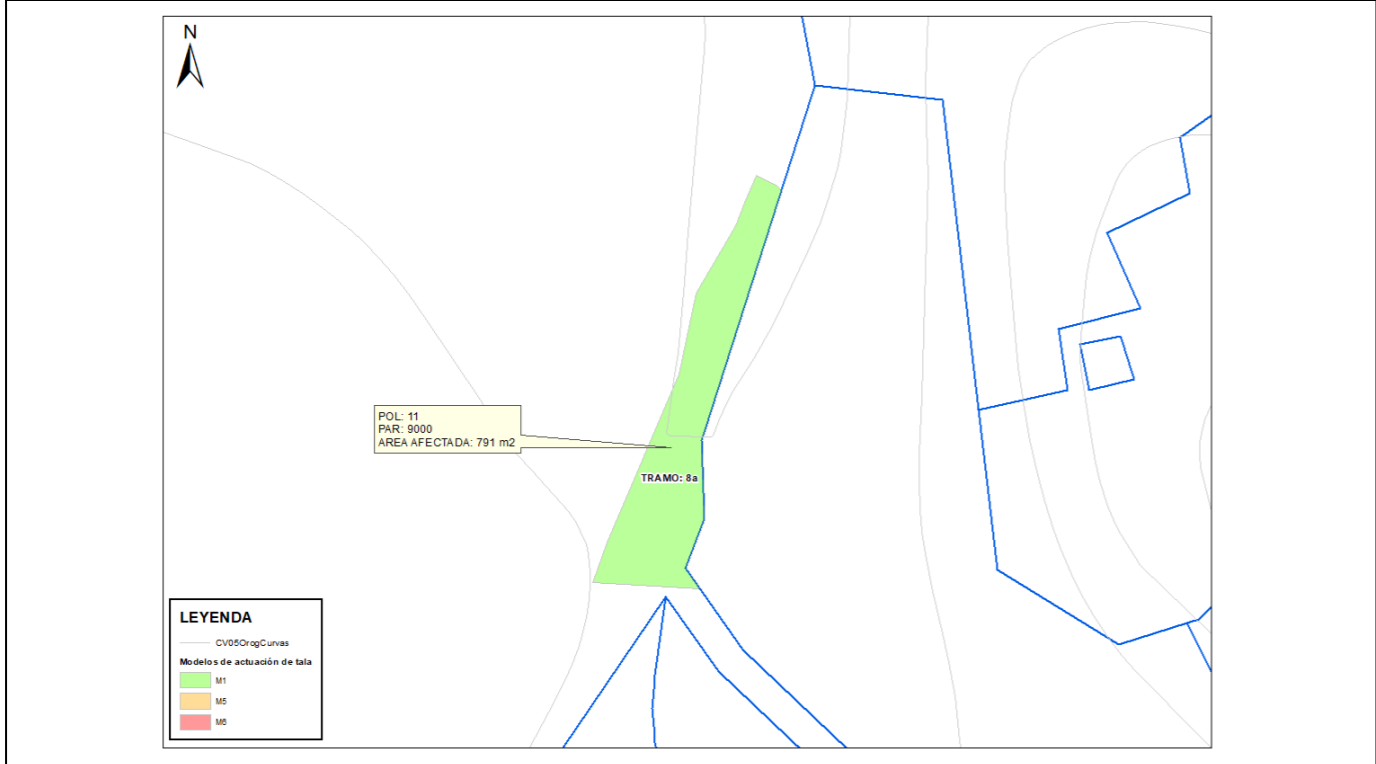 N
POL: 11
PAR: 9000
AREA AFECTADA: 791 m2
TRAMO: 8a
LEYENDA
CV05OrogCurvas
Modelos de actuación de tala
M1
M5
M6